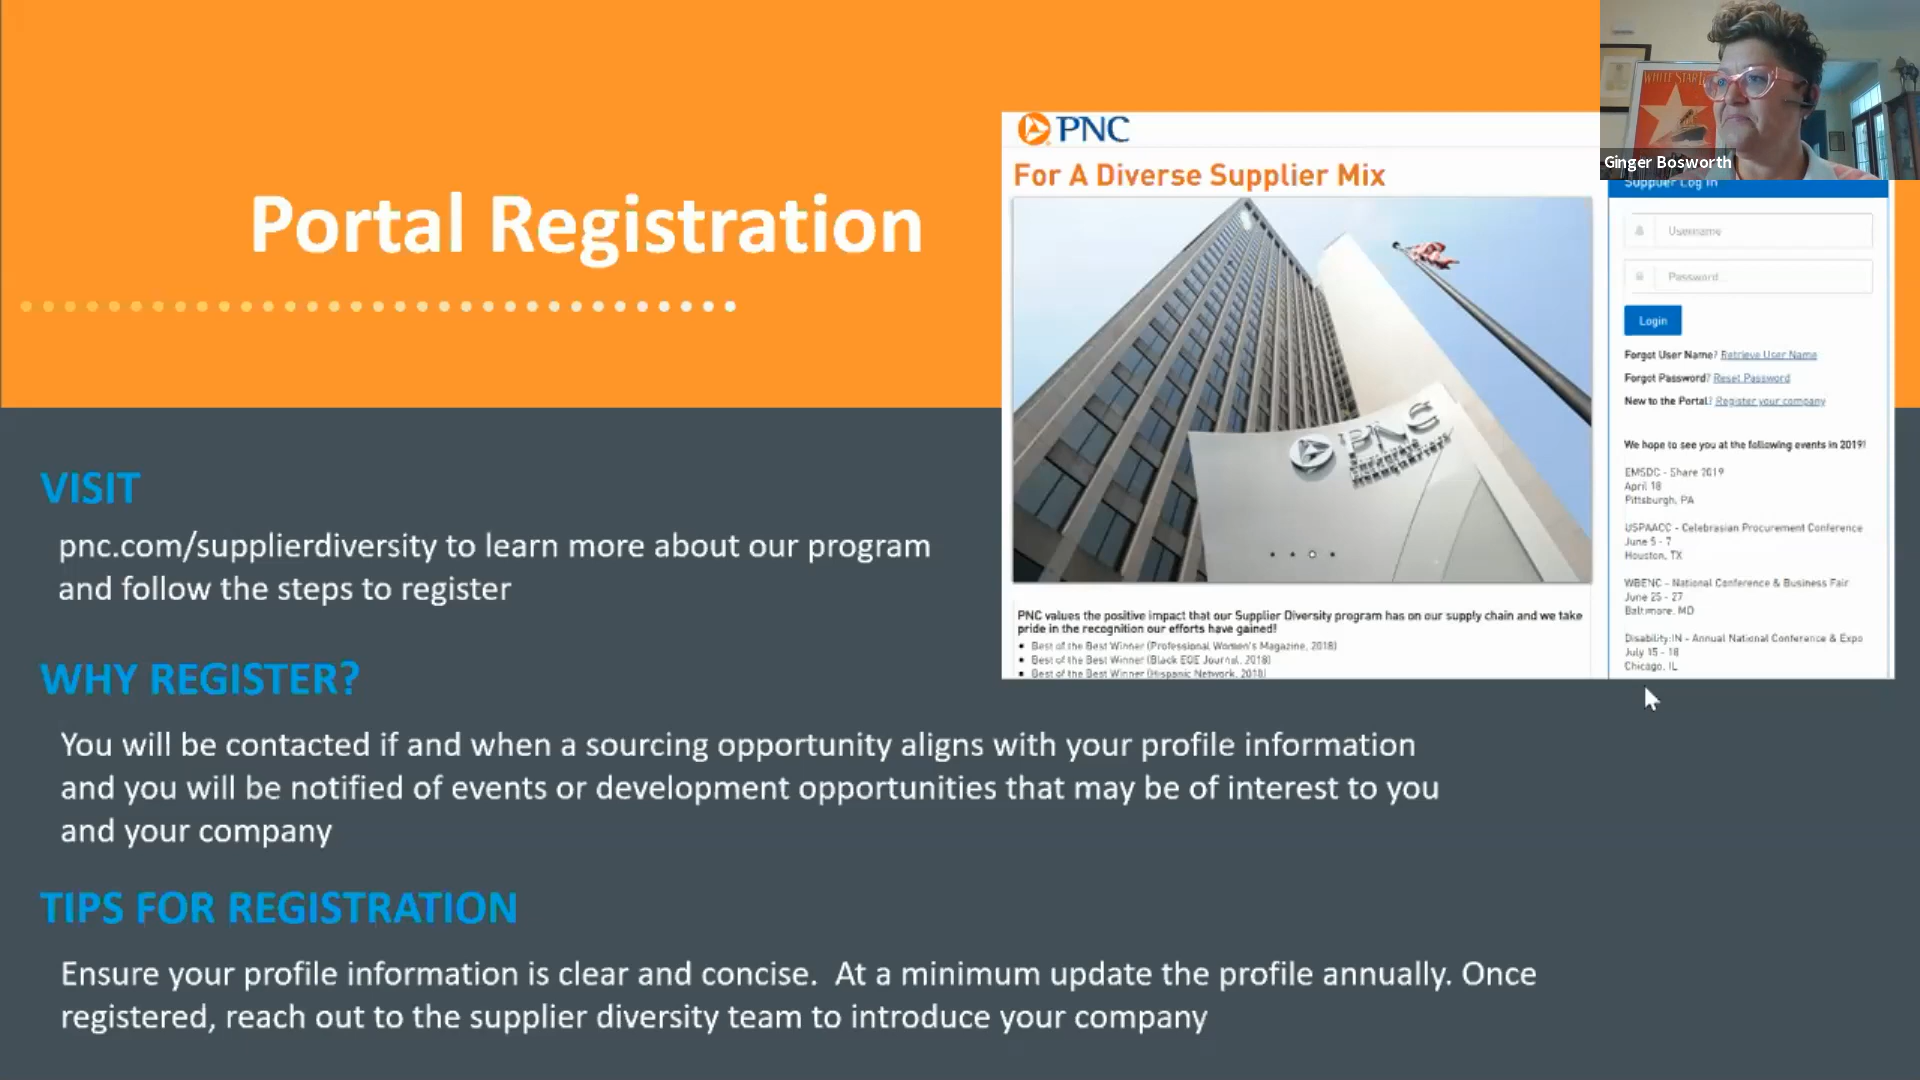 Portal Registration
VISIT
pnc.com/supplierdiversity to learn more about our program
and follow the steps to register
WHY REGISTER?
You will be contacted if and when a sourcing opportunity aligns with your profile information
and you will be notified of events or development opportunities that may be of interest to you
and your company
TIPS FOR REGISTRATION
Ensure your profile information is clear and concise.  At a minimum update the profile annually. Once
registered, reach out to the supplier diversity team to introduce your company
PNC
For A Diverse Supplier Mix
PNC
PNC values the positive impact that our Supplier Diversity program has on our supply chain and we take
pride in the recognition our efforts have gained!
• Best of the Best Winner (Professional Women's Magazine, 2018)
• Best of the Best Winner (Black EOE Journal, 2018)
• Best of the Best Winner (Hispanic Network, 2018)
WHITE STAR
Ginger Bosworth
Supplier Log In
Username
Password
Login
Forgot User Name? Retrieve User Name
Forgot Password? Reset Password
New to the Portal? Register your company
We hope to see you at the following events in 2019!
EMSDC - Share 2019
April 18
Pittsburgh, PA
USPAACC - Celebrasian Procurement Conference
June 5 - 7
Houston, TX
WBENC - National Conference & Business Fair
June 25 - 27
Baltimore, MD
Disability:IN - Annual National Conference & Expo
July 15 - 18
Chicago, IL